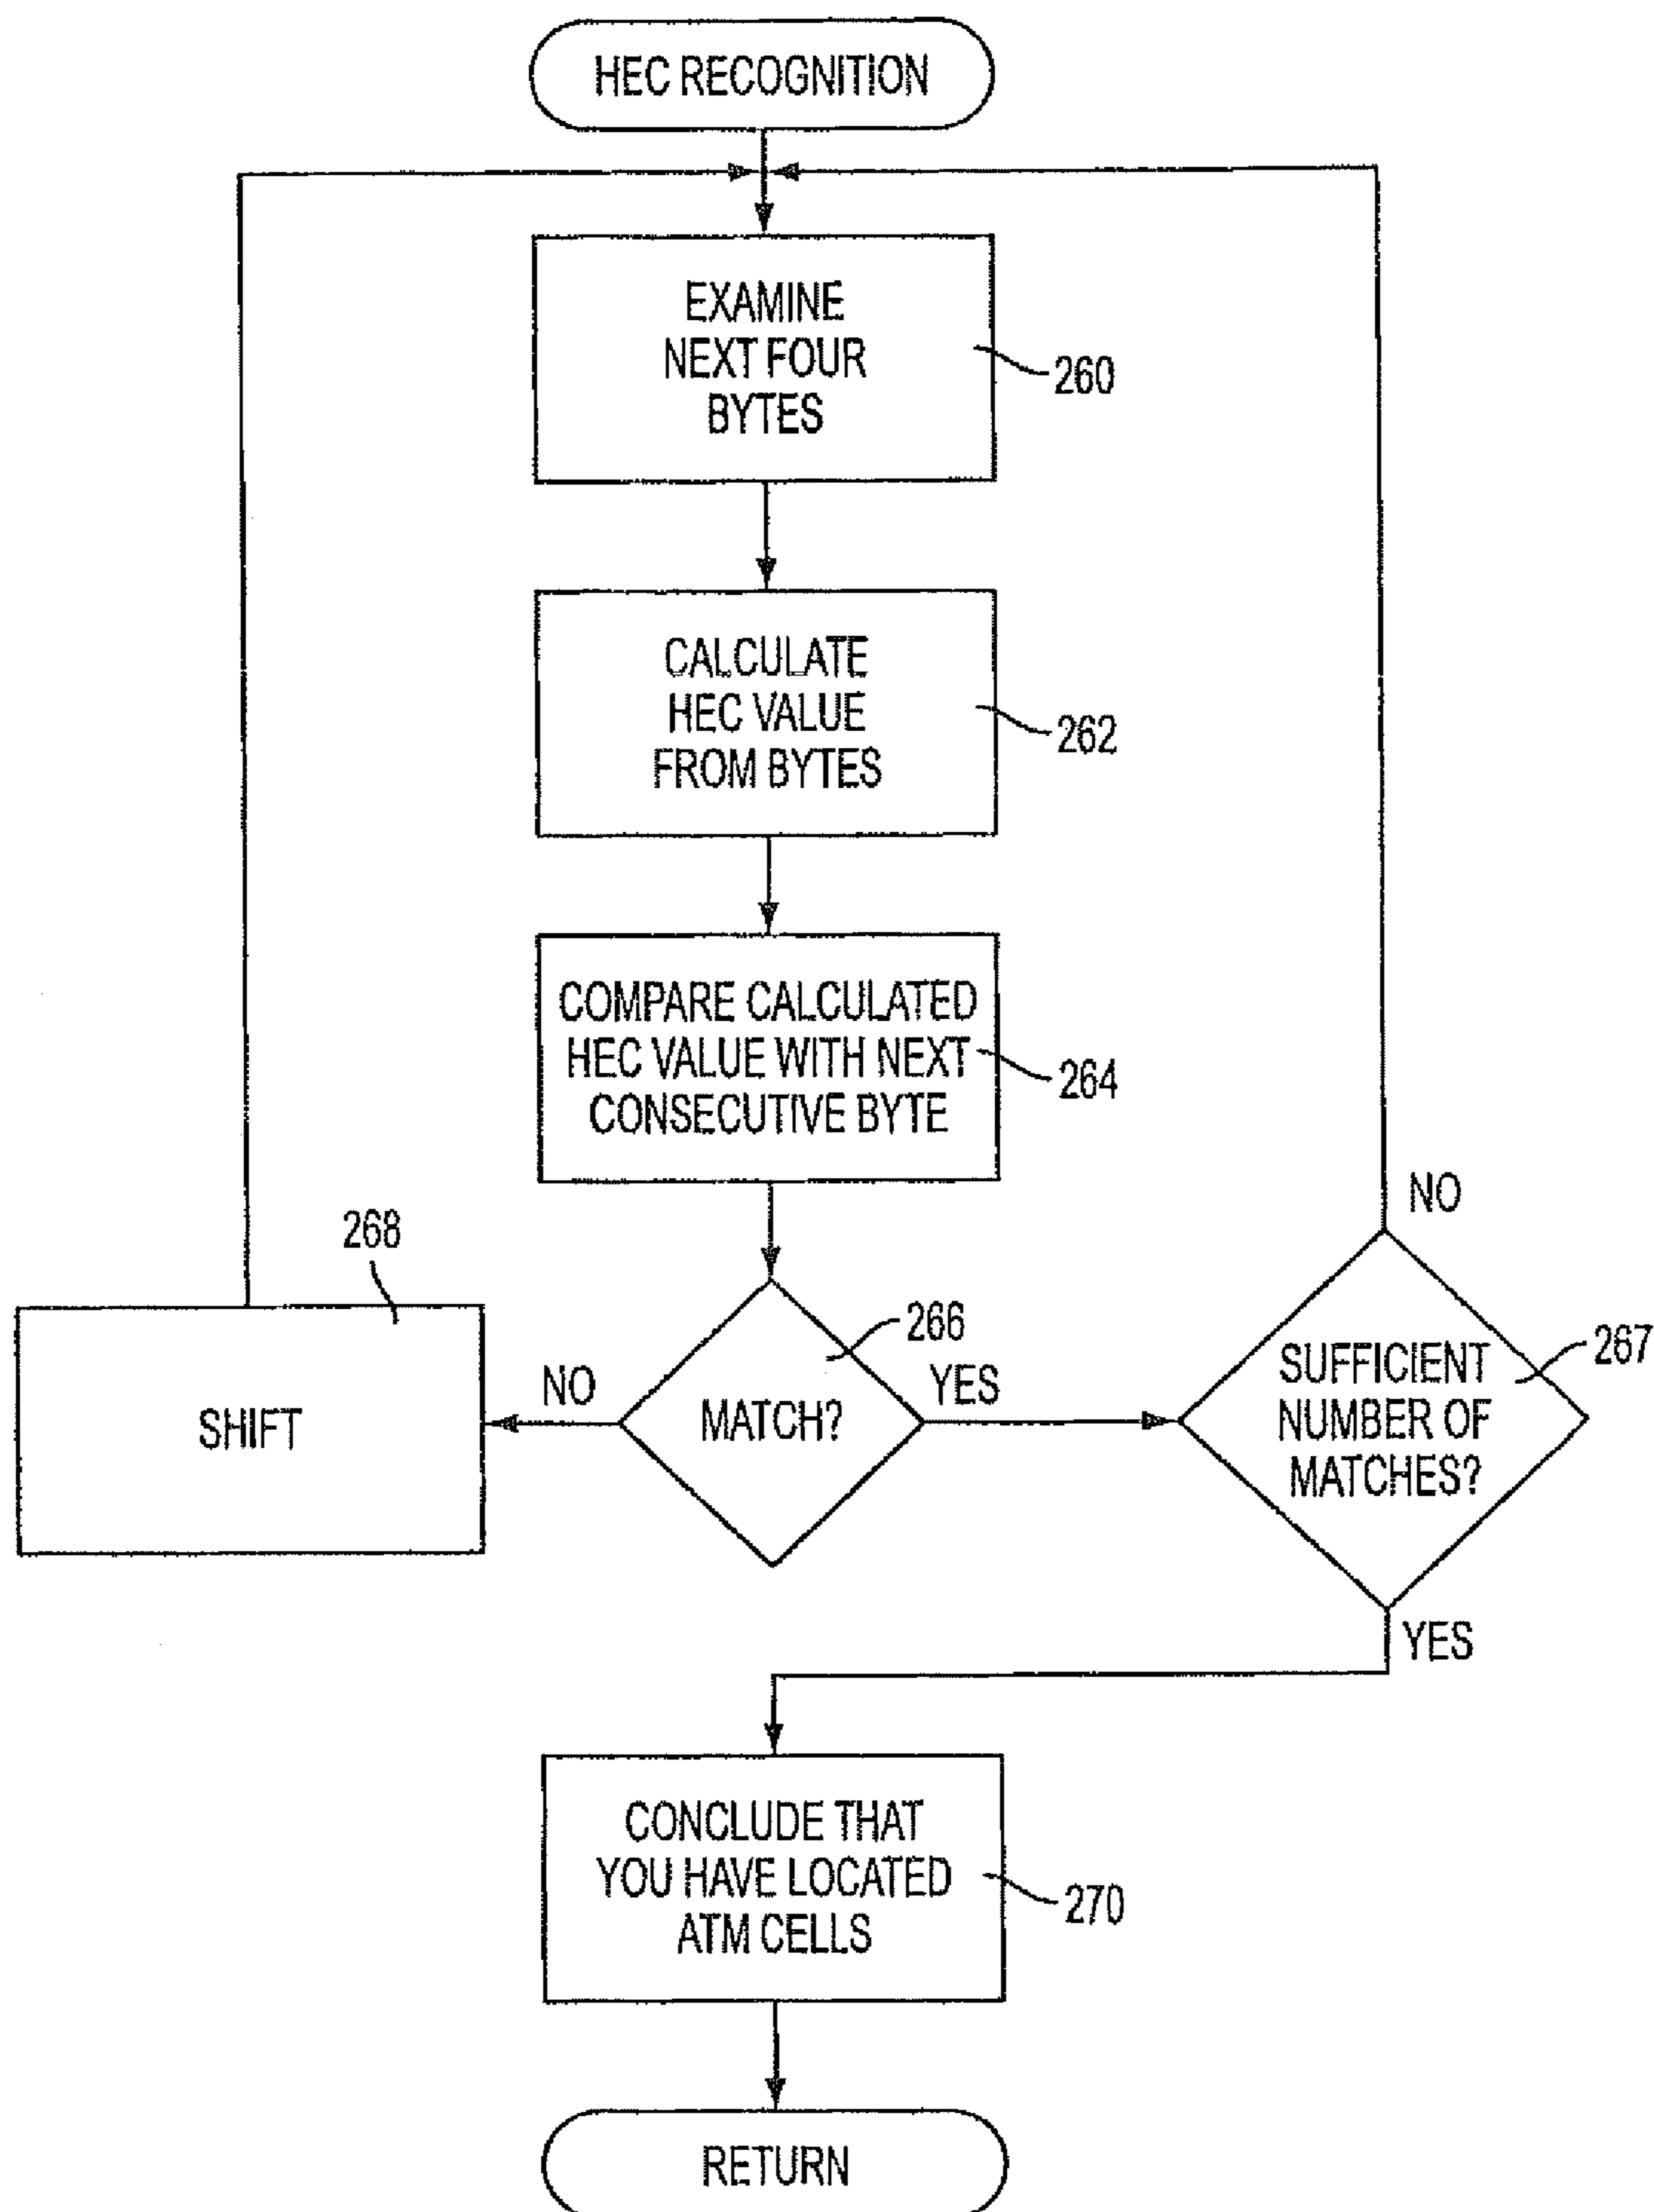 HEC RECOGNITION
EXAMINE
NEXT FOUR
BYTES
260
CALCULATE
HEC VALUE
FROM BYTES
262
COMPARE CALCULATED
HEC VALUE WITH NEXT
CONSECUTIVE BYTE
264
NO
268
266
267
SHIFT
NO
MATCH?
YES
SUFFICIENT
NUMBER OF
MATCHES?
YES
CONCLUDE THAT
YOU HAVE LOCATED
ATM CELLS
270
RETURN